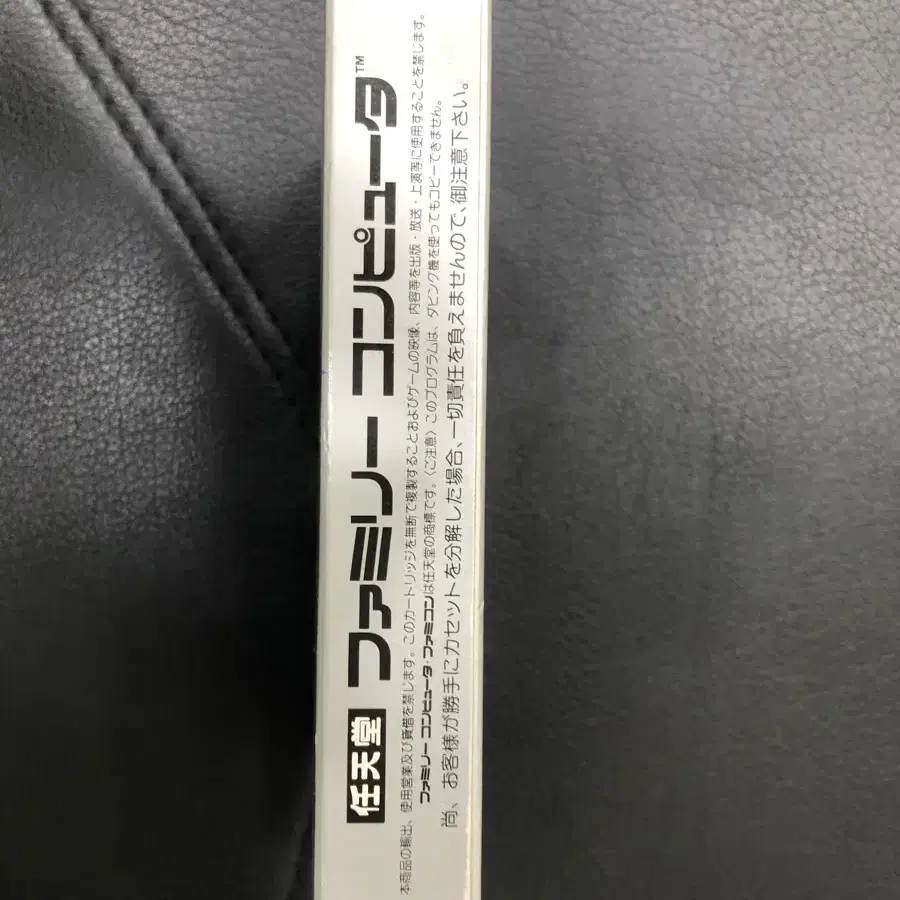 任天堂 ファミリー コンピュータ™
本商品の輸出、使用営業及び賃借を禁じます。このカートリッジを無断で複製することおよびゲームの映像、内容等を出版・放送・上演等に使用することを禁じます。
ファミリー コンピュータ・ファミコンは任天堂の商標です。〈ご注意〉このプログラムは、ダビング機を使ってもコピーできません。
尚、お客様が勝手にカセットを分解した場合、一切責任を負えませんので、御注意下さい。